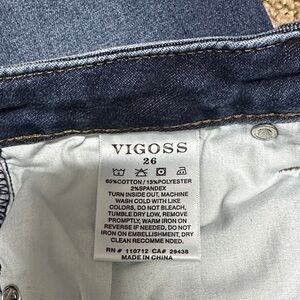 VIGOSS
26
65%COTTON/13%POLYESTER
2%SPANDEX
TURN INSIDE OUT, MACHINE
WASH COLD WITH LIKE
COLORS, DO NOT BLEACH,
TUMBLE DRY LOW, REMOVE
PROMPTLY, WARM IRON ON
REVERSE IF NEEDED, DO NOT
IRON ON EMBELLISHMENT, DRY
CLEAN RECOMME NDED.
RN # 110712 CA# 29438
MADE IN CHINA